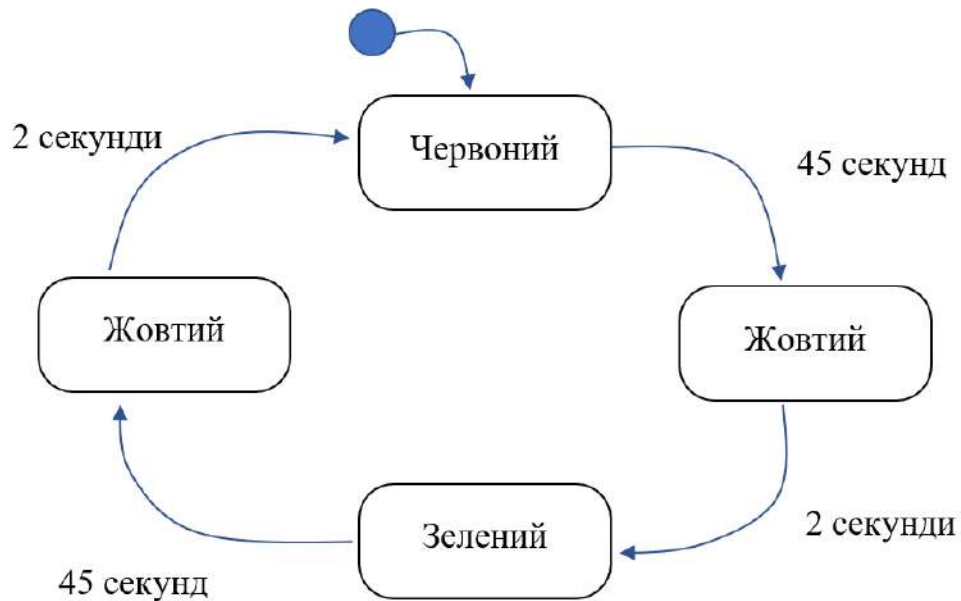 2 секунди
Червоний
45 секунд
Жовтий
Жовтий
Зелений
2 секунди
45 секунд